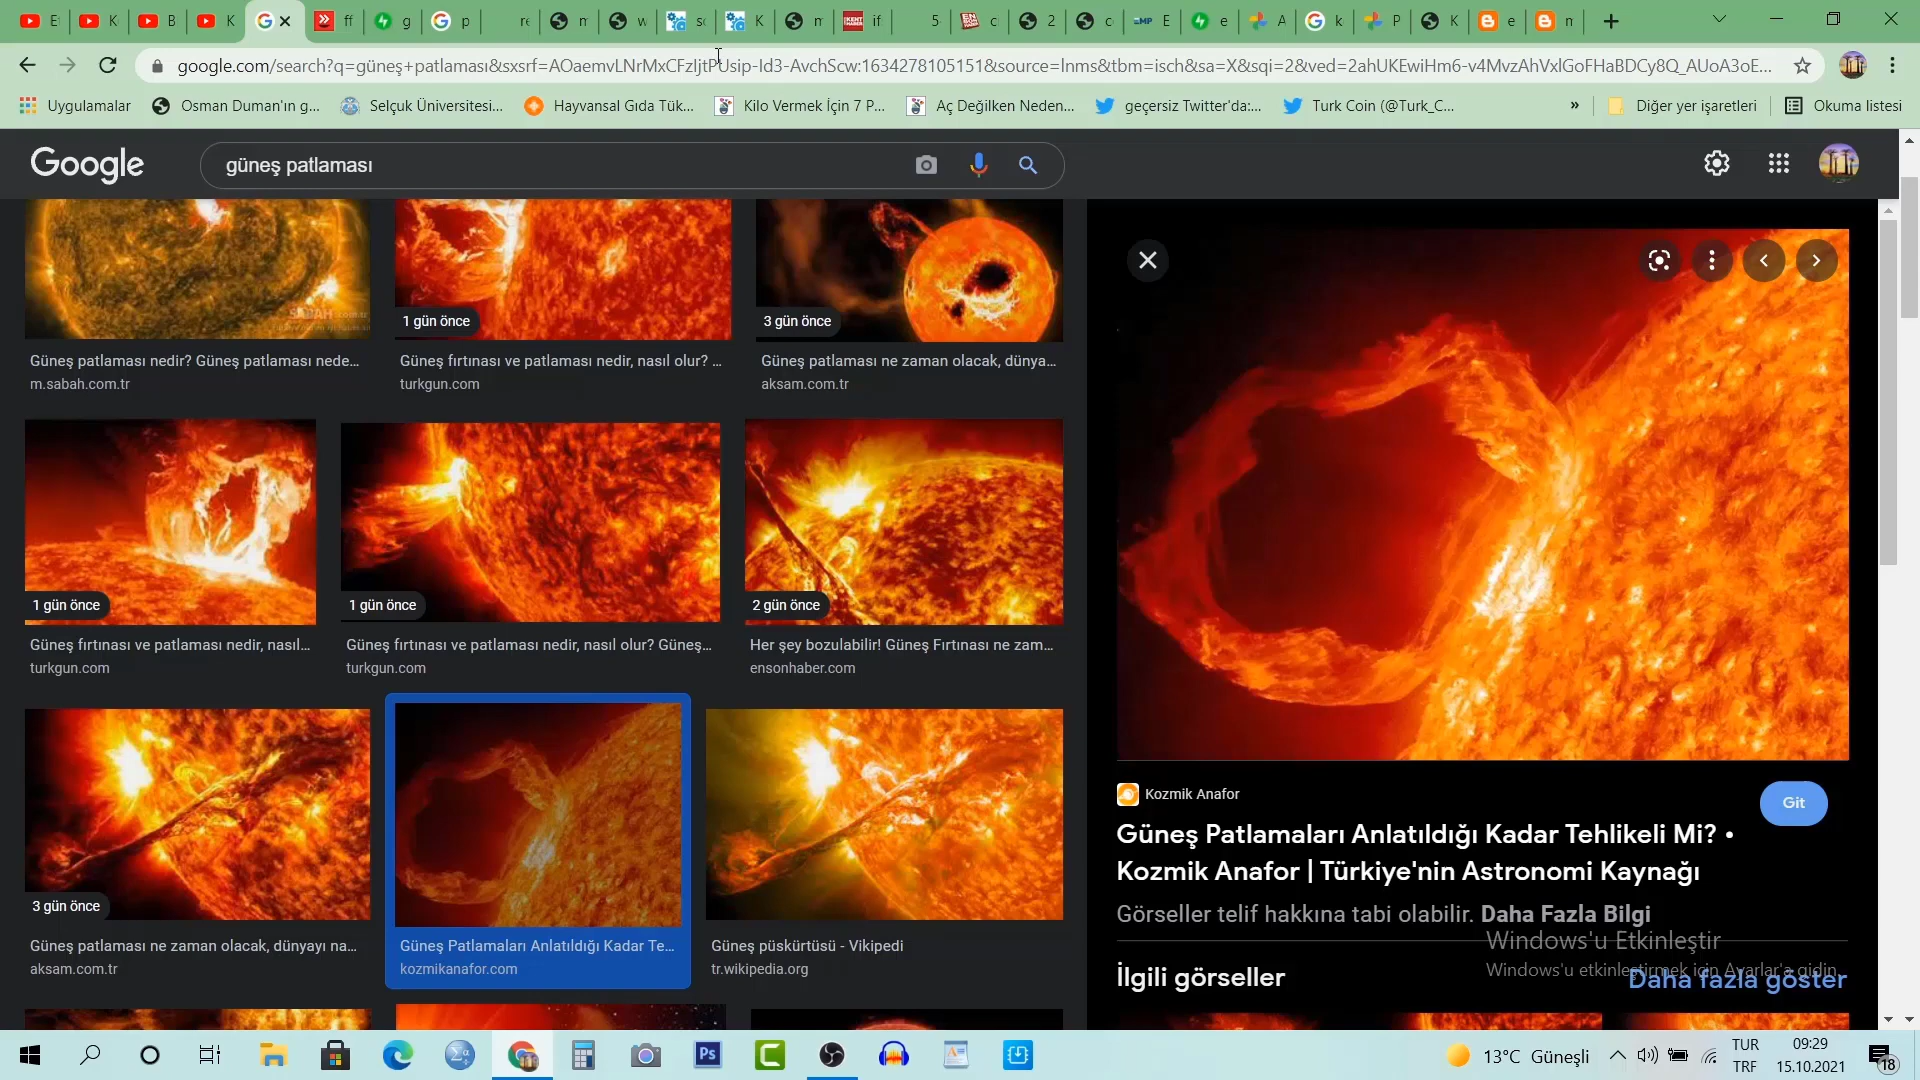 google.com/search?q=güneş+patlaması&sxsrf=AOaemvLNrMxCFzljtPUsip-Id3-AvchScw:1634278105151&source=lnms&tbm=isch&sa=X&sqi=2&ved=2ahUKEwiHm6-v4MvzAhVxlGoFHaBDCy8Q_AUoA3oE...
Uygulamalar
Osman Duman'ın g...
Selçuk Üniversitesi...
Hayvansal Gıda Tük...
Kilo Vermek İçin 7 P...
Aç Değilken Neden...
geçersiz Twitter'da:...
Turk Coin (@Turk_C...
»
Diğer yer işaretleri
Okuma listesi
Google
güneş patlaması
1 gün önce
3 gün önce
Güneş patlaması nedir? Güneş patlaması nede...
m.sabah.com.tr
Güneş fırtınası ve patlaması nedir, nasıl olur? ...
turkgun.com
Güneş patlaması ne zaman olacak, dünya...
aksam.com.tr
1 gün önce
1 gün önce
2 gün önce
Güneş fırtınası ve patlaması nedir, nasıl...
turkgun.com
Güneş fırtınası ve patlaması nedir, nasıl olur? Güneş...
turkgun.com
Her şey bozulabilir! Güneş Fırtınası ne zam...
ensonhaber.com
3 gün önce
Güneş patlaması ne zaman olacak, dünyayı na...
aksam.com.tr
Güneş Patlamaları Anlatıldığı Kadar Te...
kozmikanafor.com
Güneş püskürtüsü - Vikipedi
tr.wikipedia.org
Kozmik Anafor
Git
Güneş Patlamaları Anlatıldığı Kadar Tehlikeli Mi? •
Kozmik Anafor | Türkiye'nin Astronomi Kaynağı
Görseller telif hakkına tabi olabilir. Daha Fazla Bilgi
Windows'u Etkinleştir
Windows'u etkinleştirmek için Ayarlar'a gidin.
İlgili görseller
Daha fazla göster
13°C Güneşli
TUR
TRF
09:29
15.10.2021
18